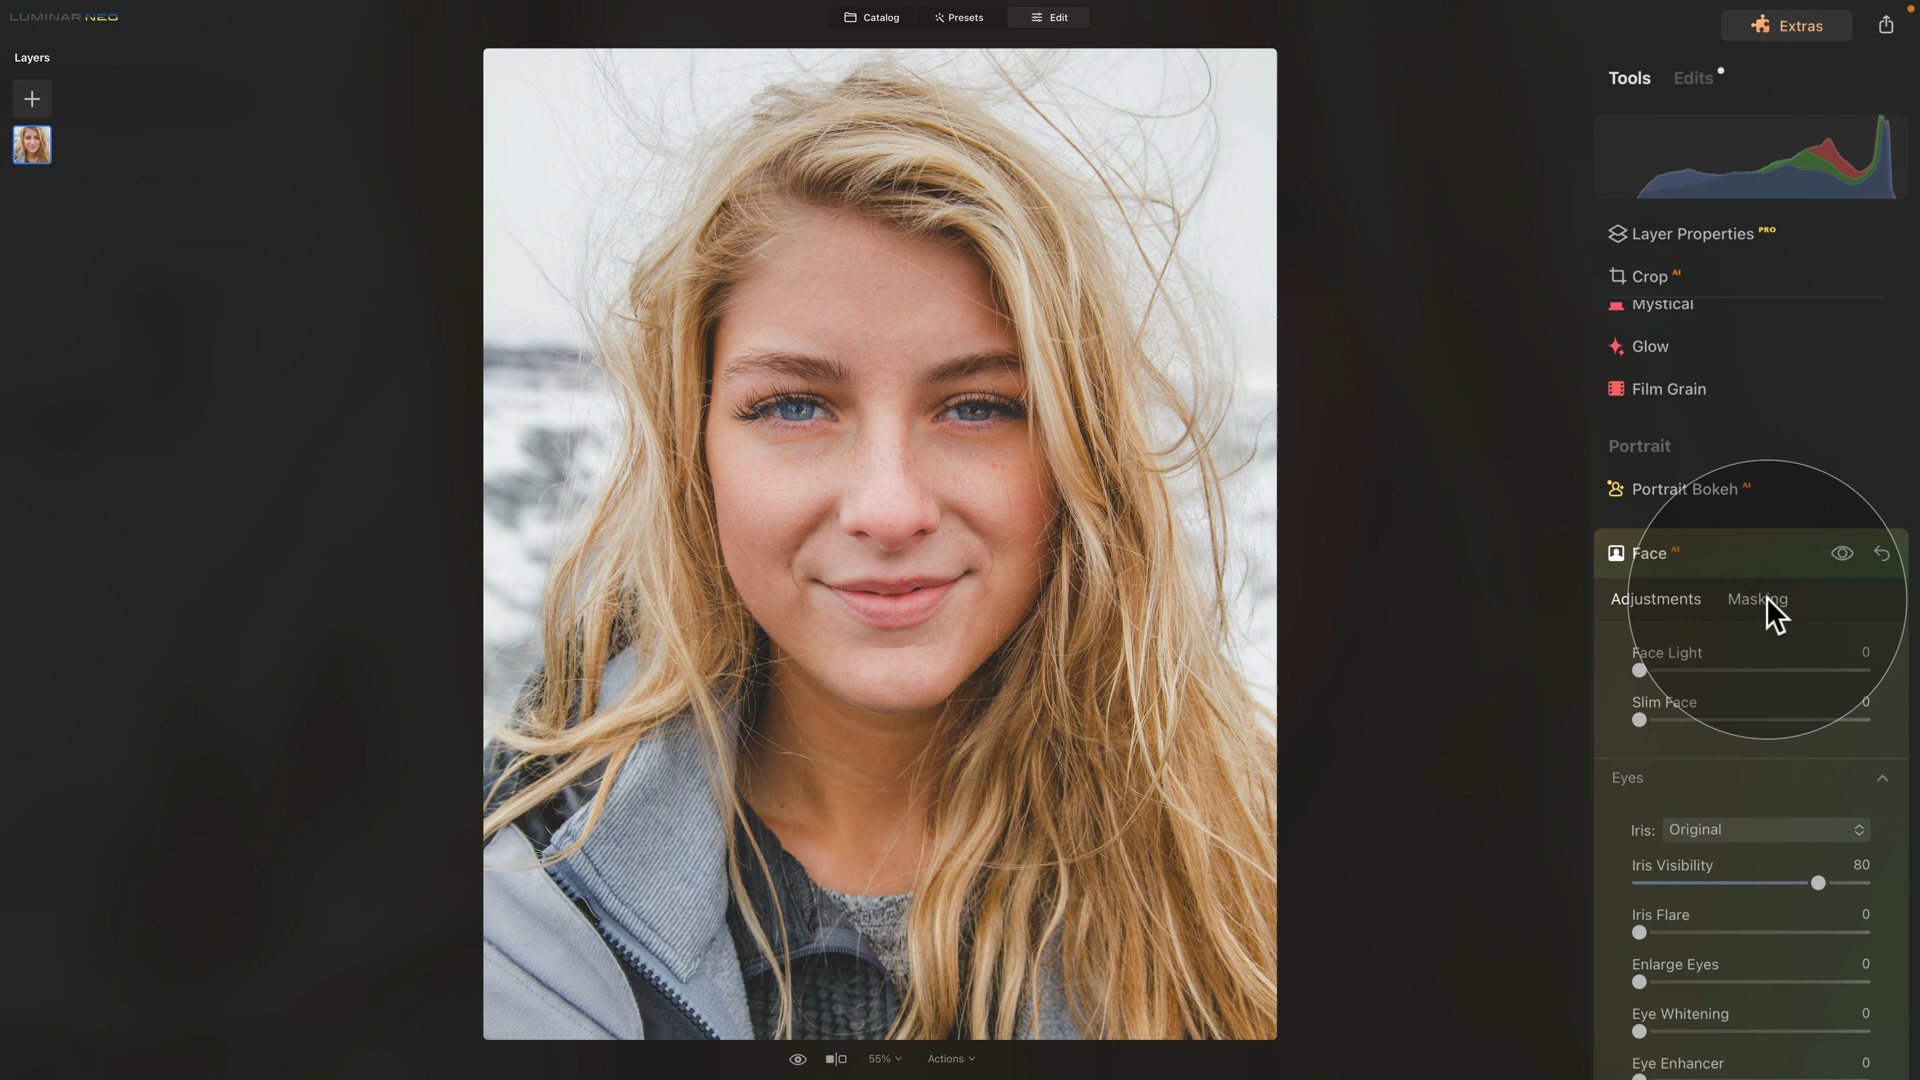 LUMINAR NEO
Catalog
Presets
Edit
Extras
Layers
Tools
Edits
Layer Properties PRO
Crop AI
Mystical
Glow
Film Grain
Portrait
Portrait Bokeh AI
Face AI
Adjustments
Masking
Face Light 0
Slim Face 0
Eyes
Iris: Original
Iris Visibility 80
Iris Flare 0
Enlarge Eyes 0
Eye Whitening 0
Eye Enhancer 0
55%
Actions